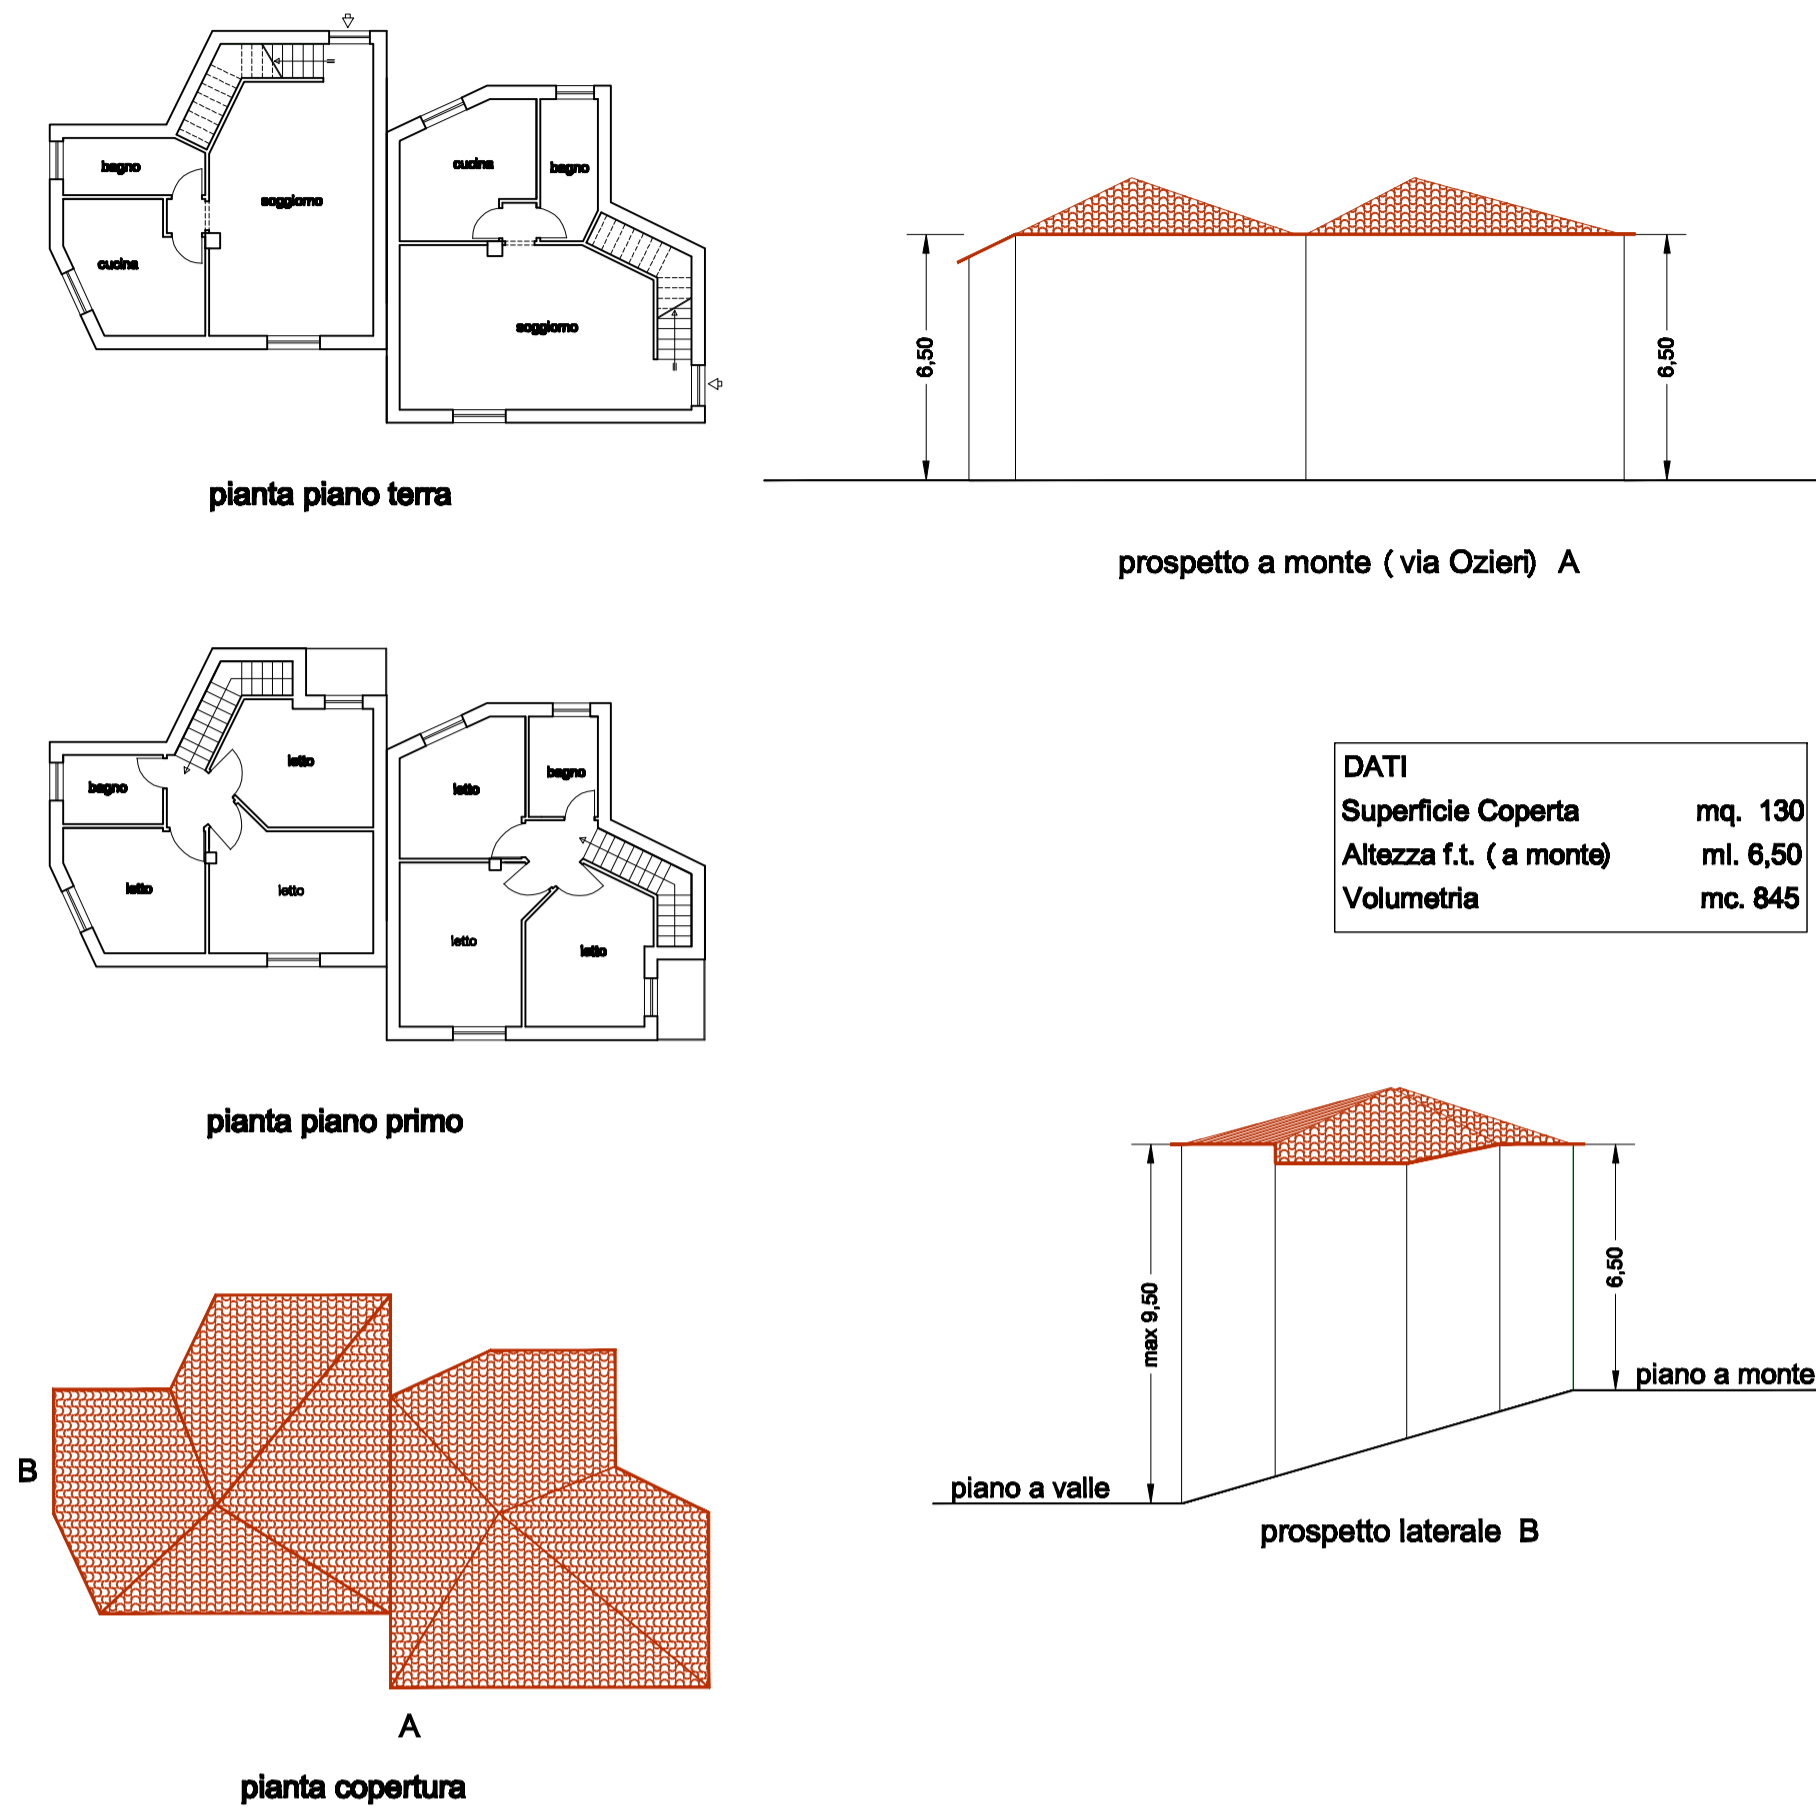 bagno
soggiorno
cucina
cucina
bagno
soggiorno
pianta piano terra
6,50
6,50
prospetto a monte ( via Ozieri) A
letto
bagno
letto
letto
letto
bagno
letto
letto
pianta piano primo
DATI
Superficie Coperta mq. 130
Altezza f.t. ( a monte) ml. 6,50
Volumetria mc. 845
max 9,50
6,50
piano a monte
piano a valle
prospetto laterale B
B
A
pianta copertura